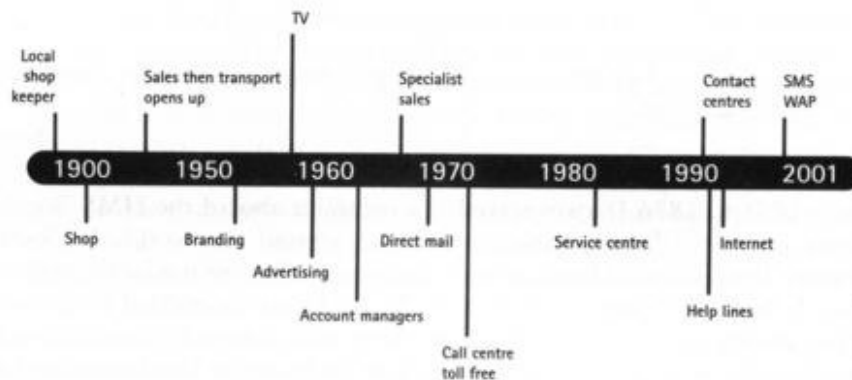 TV
Local
shop
keeper
Sales then transport
opens up
Specialist
sales
Contact
centres
SMS
WAP
1900 1950 1960 1970 1980 1990 2001
Shop
Branding
Direct mail
Service centre
Internet
Advertising
Account managers
Help lines
Call centre
toll free